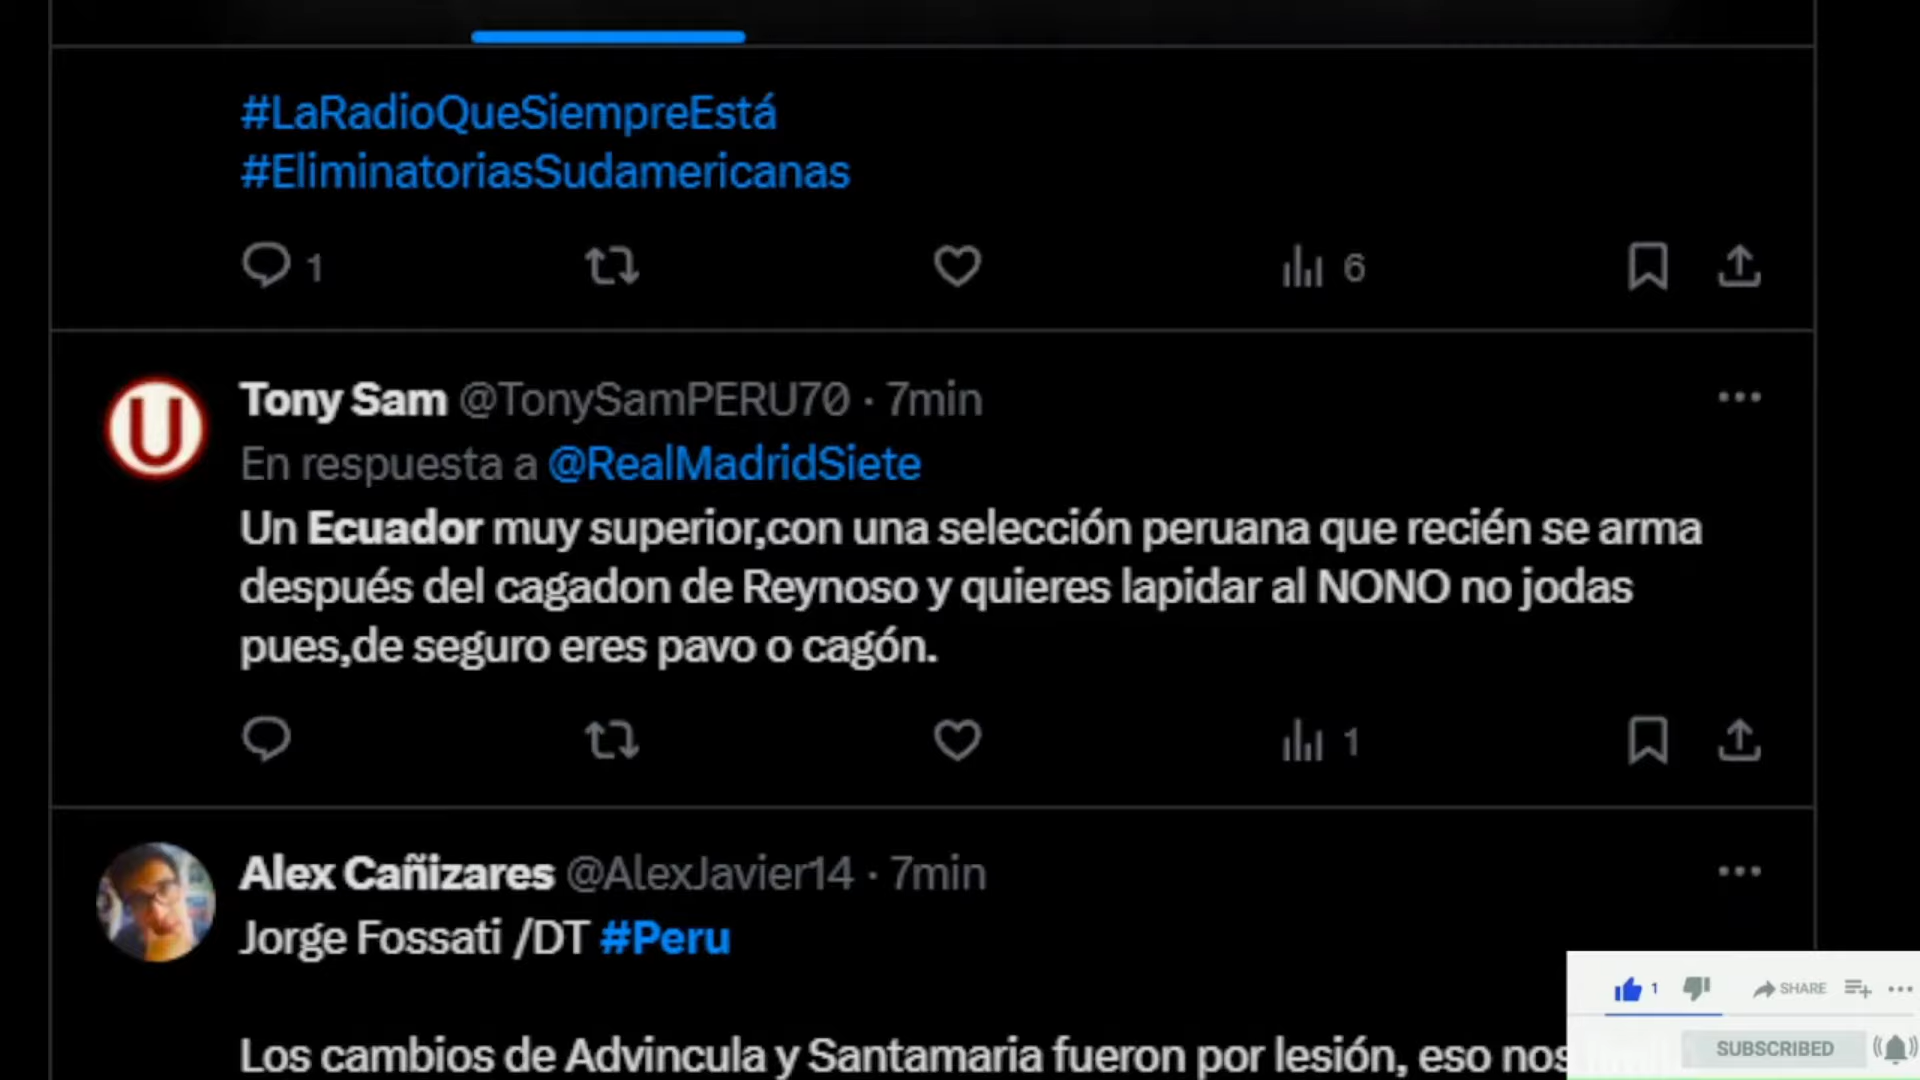 #LaRadioQueSiempreEstá
#EliminatoriasSudamericanas
1
6
U
Tony Sam @TonySamPERU70 · 7min
En respuesta a @RealMadridSiete
Un Ecuador muy superior,con una selección peruana que recién se arma
después del cagadon de Reynoso y quieres lapidar al NONO no jodas
pues,de seguro eres pavo o cagón.
1
Alex Cañizares @AlexJavier14 · 7min
Jorge Fossati /DT #Peru
Los cambios de Advincula y Santamaria fueron por lesión, eso nos
1 SHARE
SUBSCRIBED